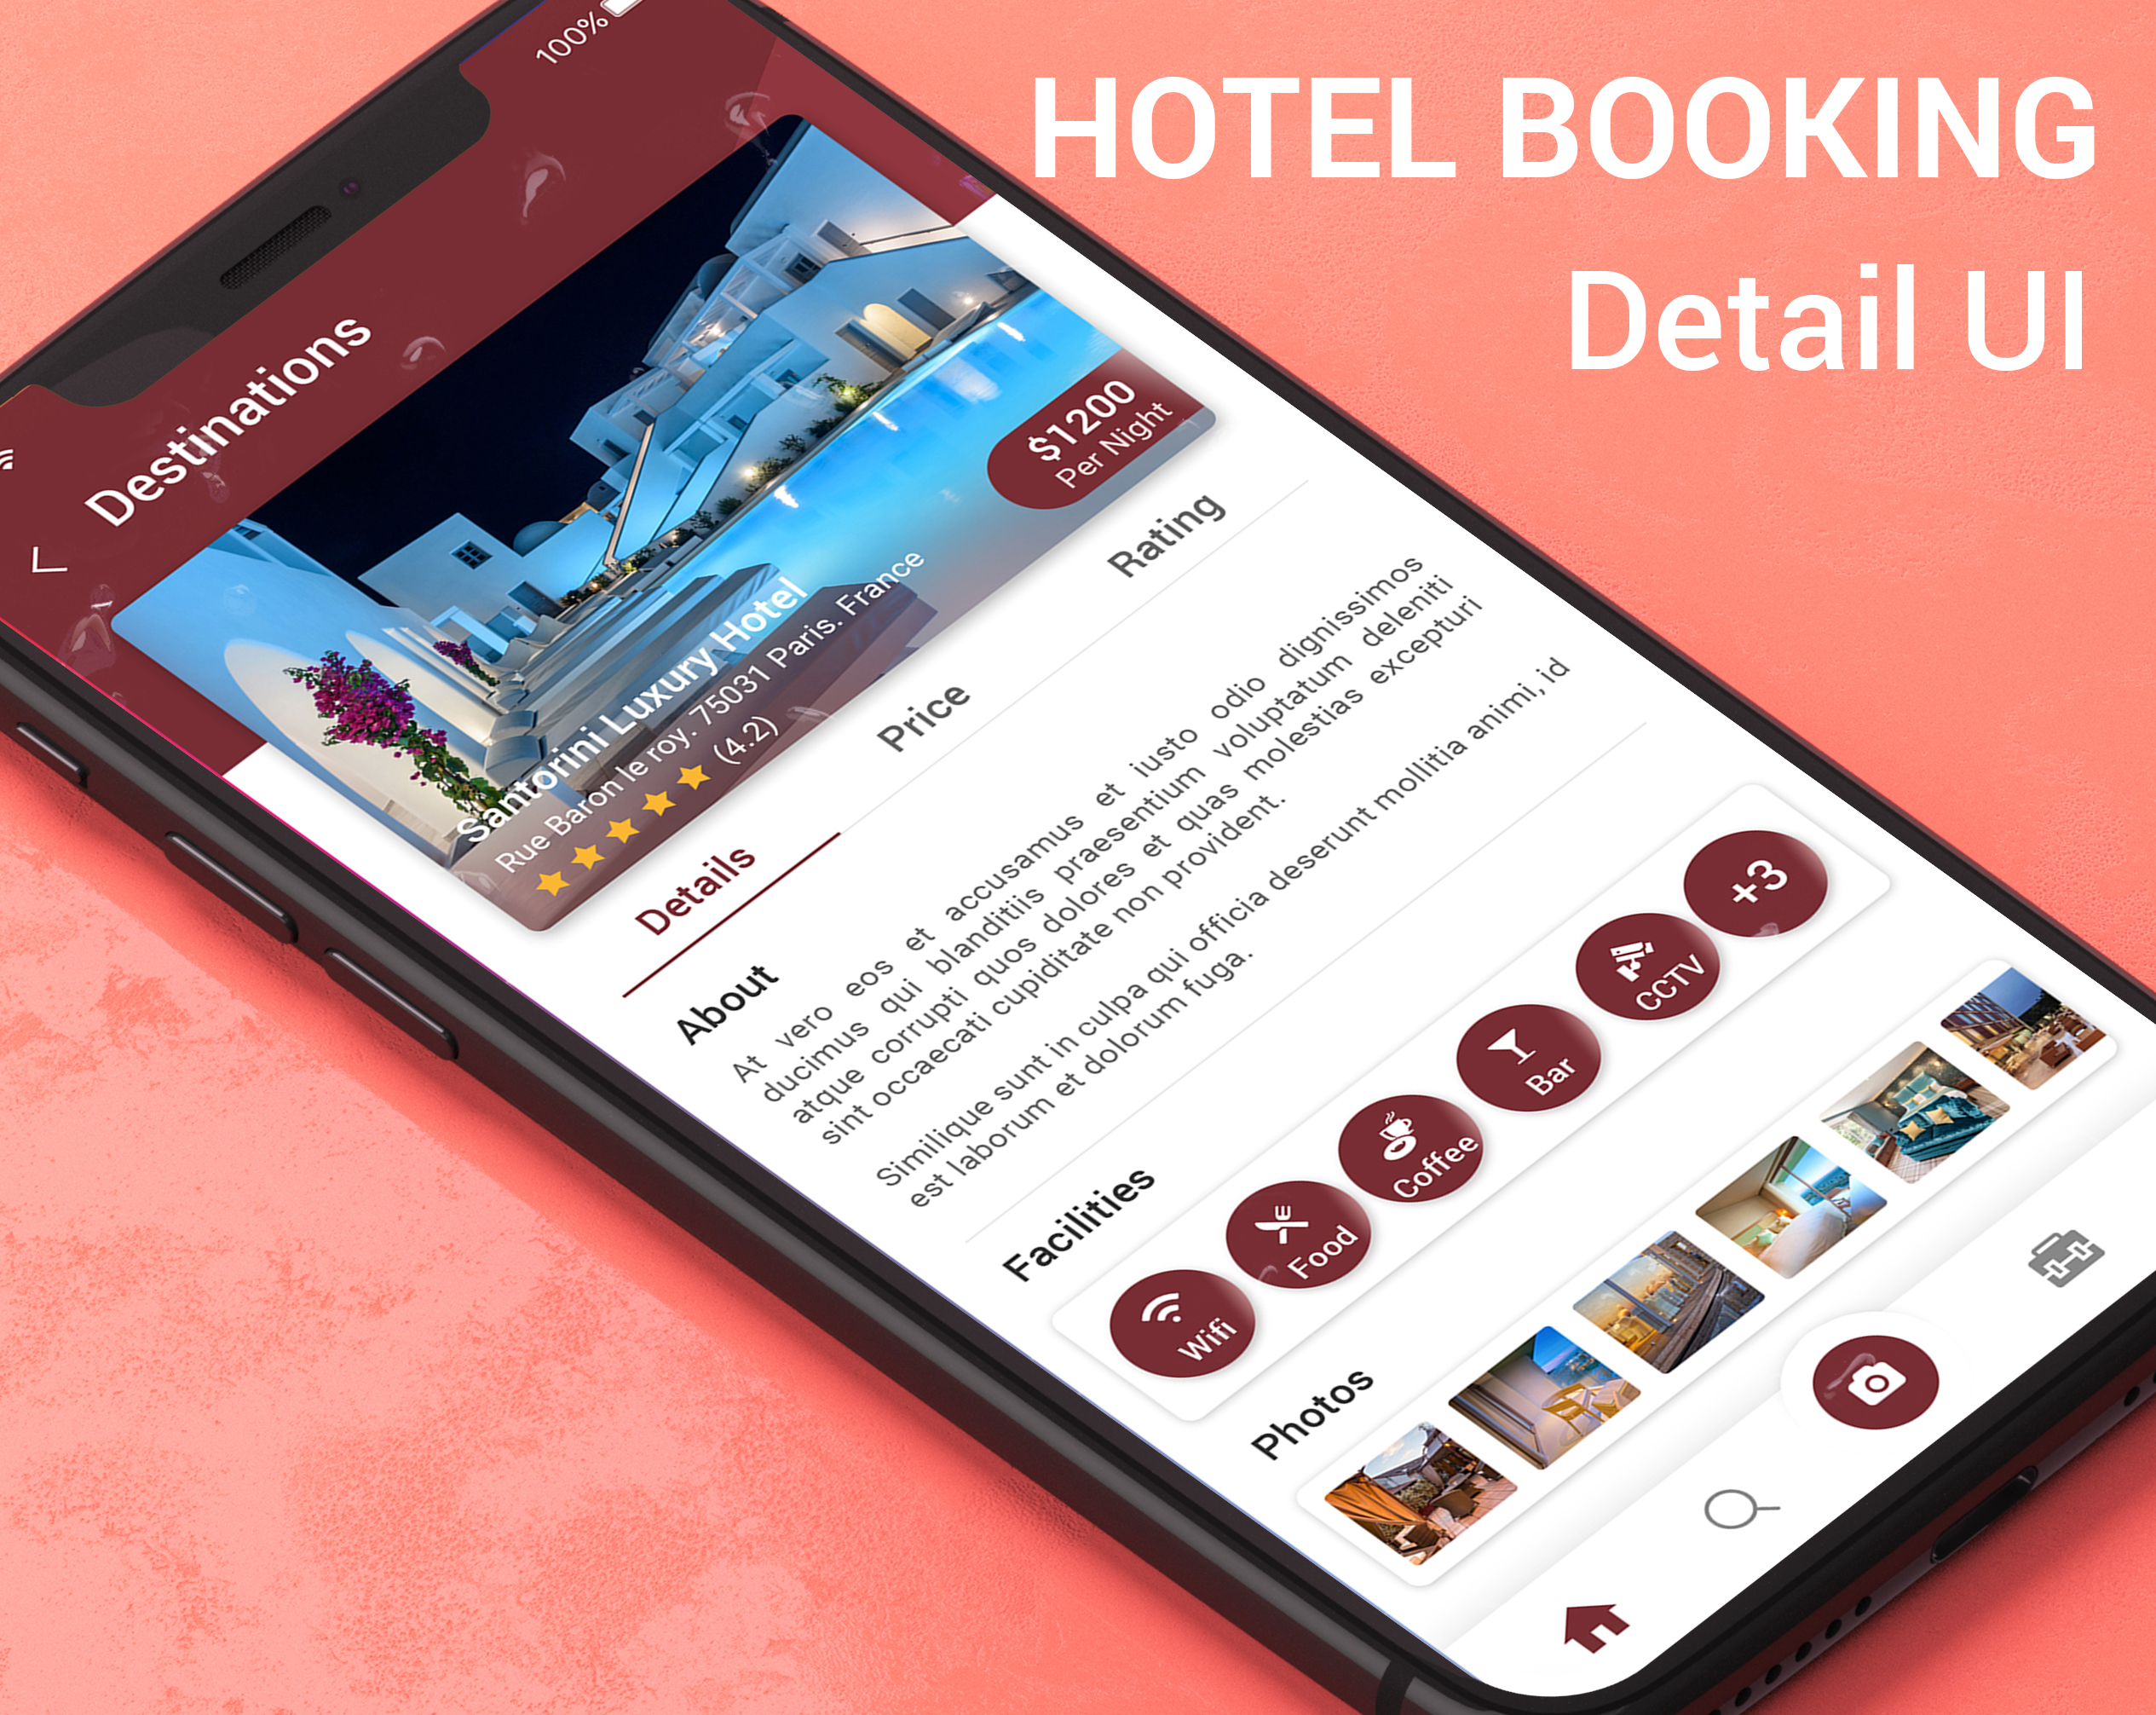 HOTEL BOOKING
Detail UI
100%
Destinations
$1200
Per Night
Santorini Luxury Hotel
Rue Baron le roy. 75031 Paris. France
(4.2)
Details
Price
Rating
About
At vero eos et accusamus et iusto odio dignissimos
ducimus qui blanditiis praesentium voluptatum deleniti
atque corrupti quos dolores et quas molestias excepturi
sint occaecati cupiditate non provident.
Similique sunt in culpa qui officia deserunt mollitia animi, id
est laborum et dolorum fuga.
Facilities
Wifi
Food
Coffee
Bar
CCTV
+3
Photos